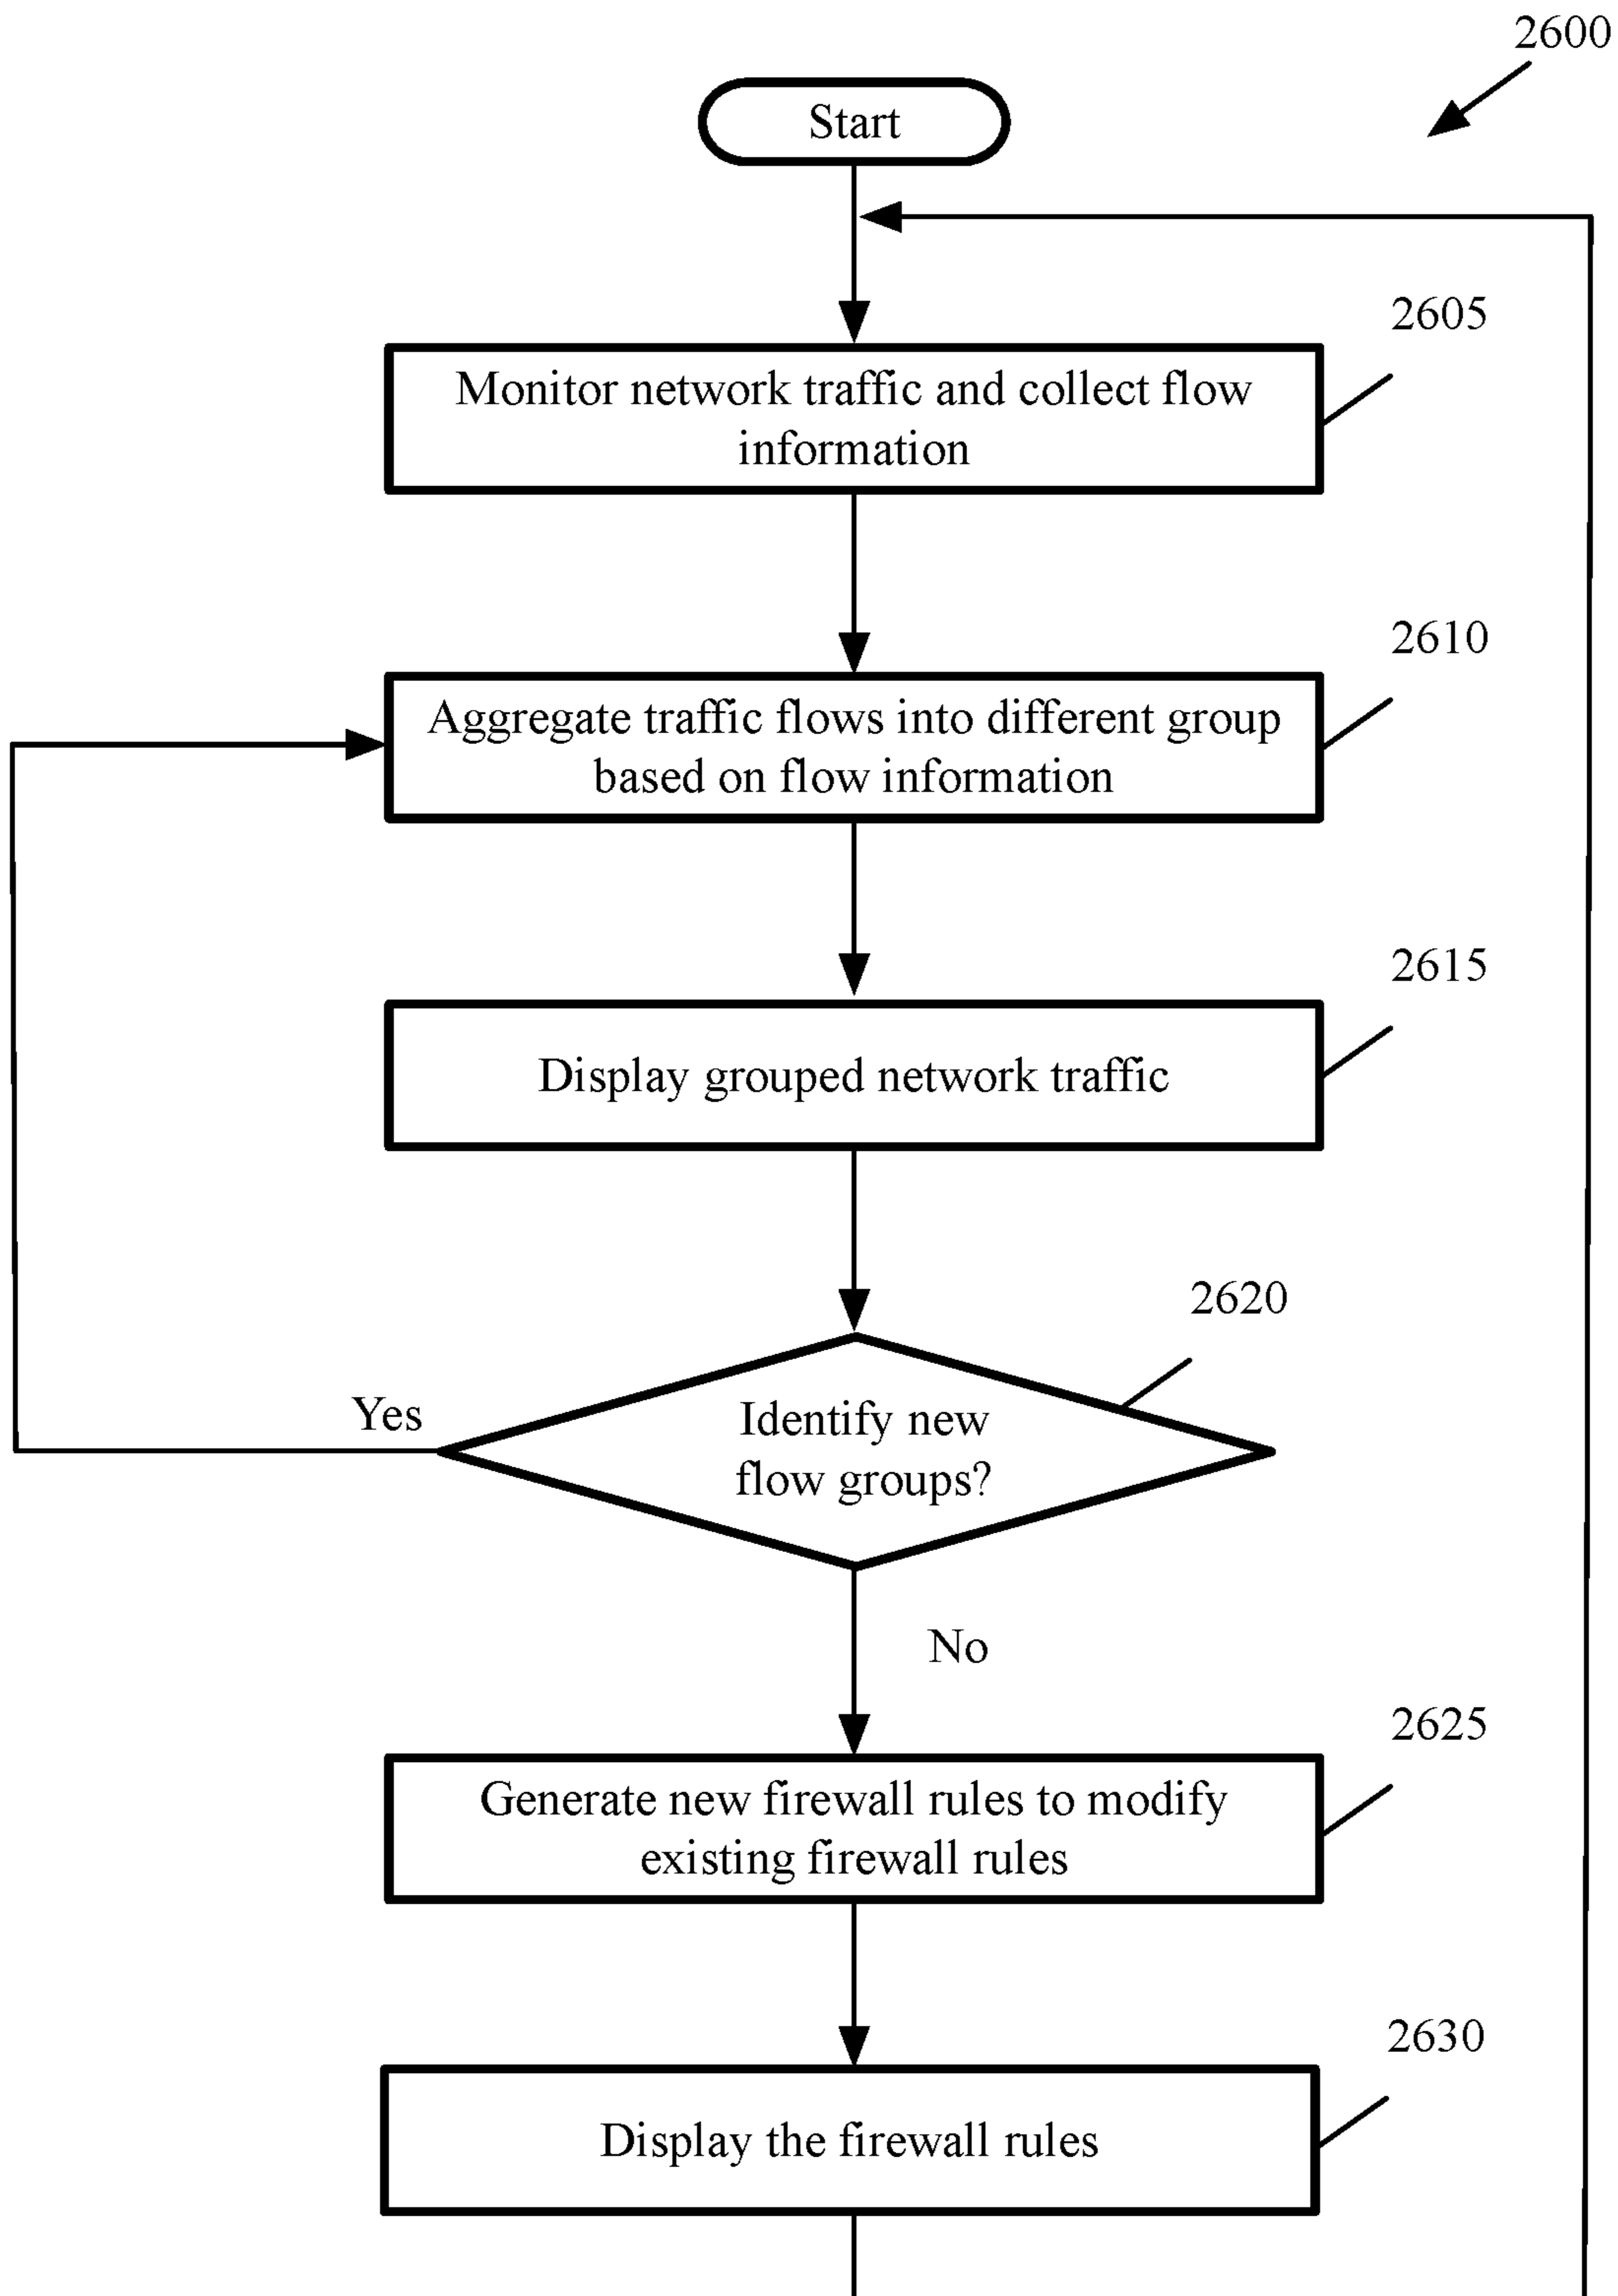 2600
Start
2605
Monitor network traffic and collect flow
information
2610
Aggregate traffic flows into different group
based on flow information
2615
Display grouped network traffic
2620
Identify new
flow groups?
Yes
No
2625
Generate new firewall rules to modify
existing firewall rules
2630
Display the firewall rules